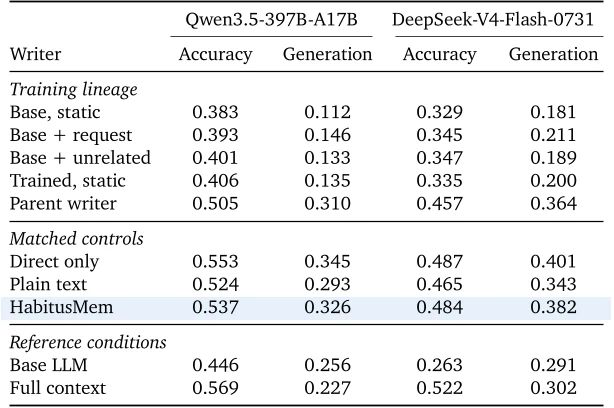 Qwen3.5-397B-A17B DeepSeek-V4-Flash-0731
Writer Accuracy Generation Accuracy Generation
Training lineage
Base, static 0.383 0.112 0.329 0.181
Base + request 0.393 0.146 0.345 0.211
Base + unrelated 0.401 0.133 0.347 0.189
Trained, static 0.406 0.135 0.335 0.200
Parent writer 0.505 0.310 0.457 0.364
Matched controls
Direct only 0.553 0.345 0.487 0.401
Plain text 0.524 0.293 0.465 0.343
HabitusMem 0.537 0.326 0.484 0.382
Reference conditions
Base LLM 0.446 0.256 0.263 0.291
Full context 0.569 0.227 0.522 0.302